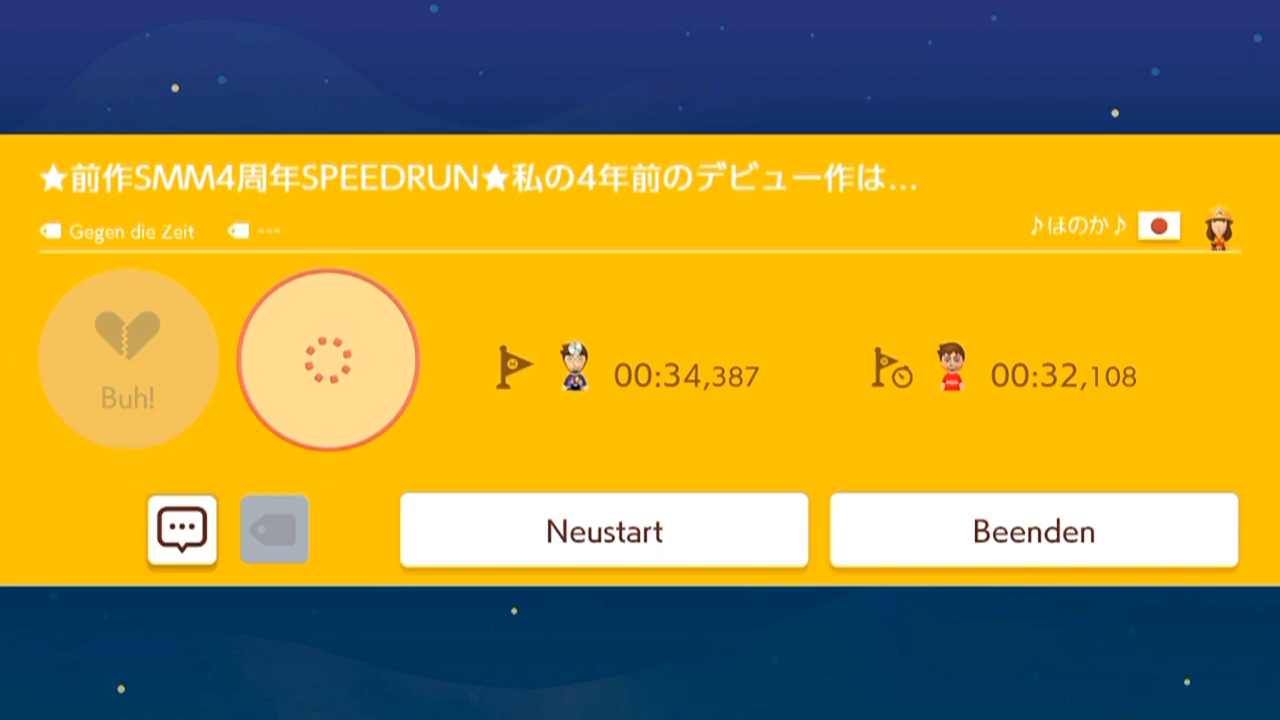 ★前作SMM4周年SPEEDRUN★私の4年前のデビュー作は...
Gegen die Zeit ---
♪ほのか♪
Buh!
00:34,387
00:32,108
Neustart
Beenden